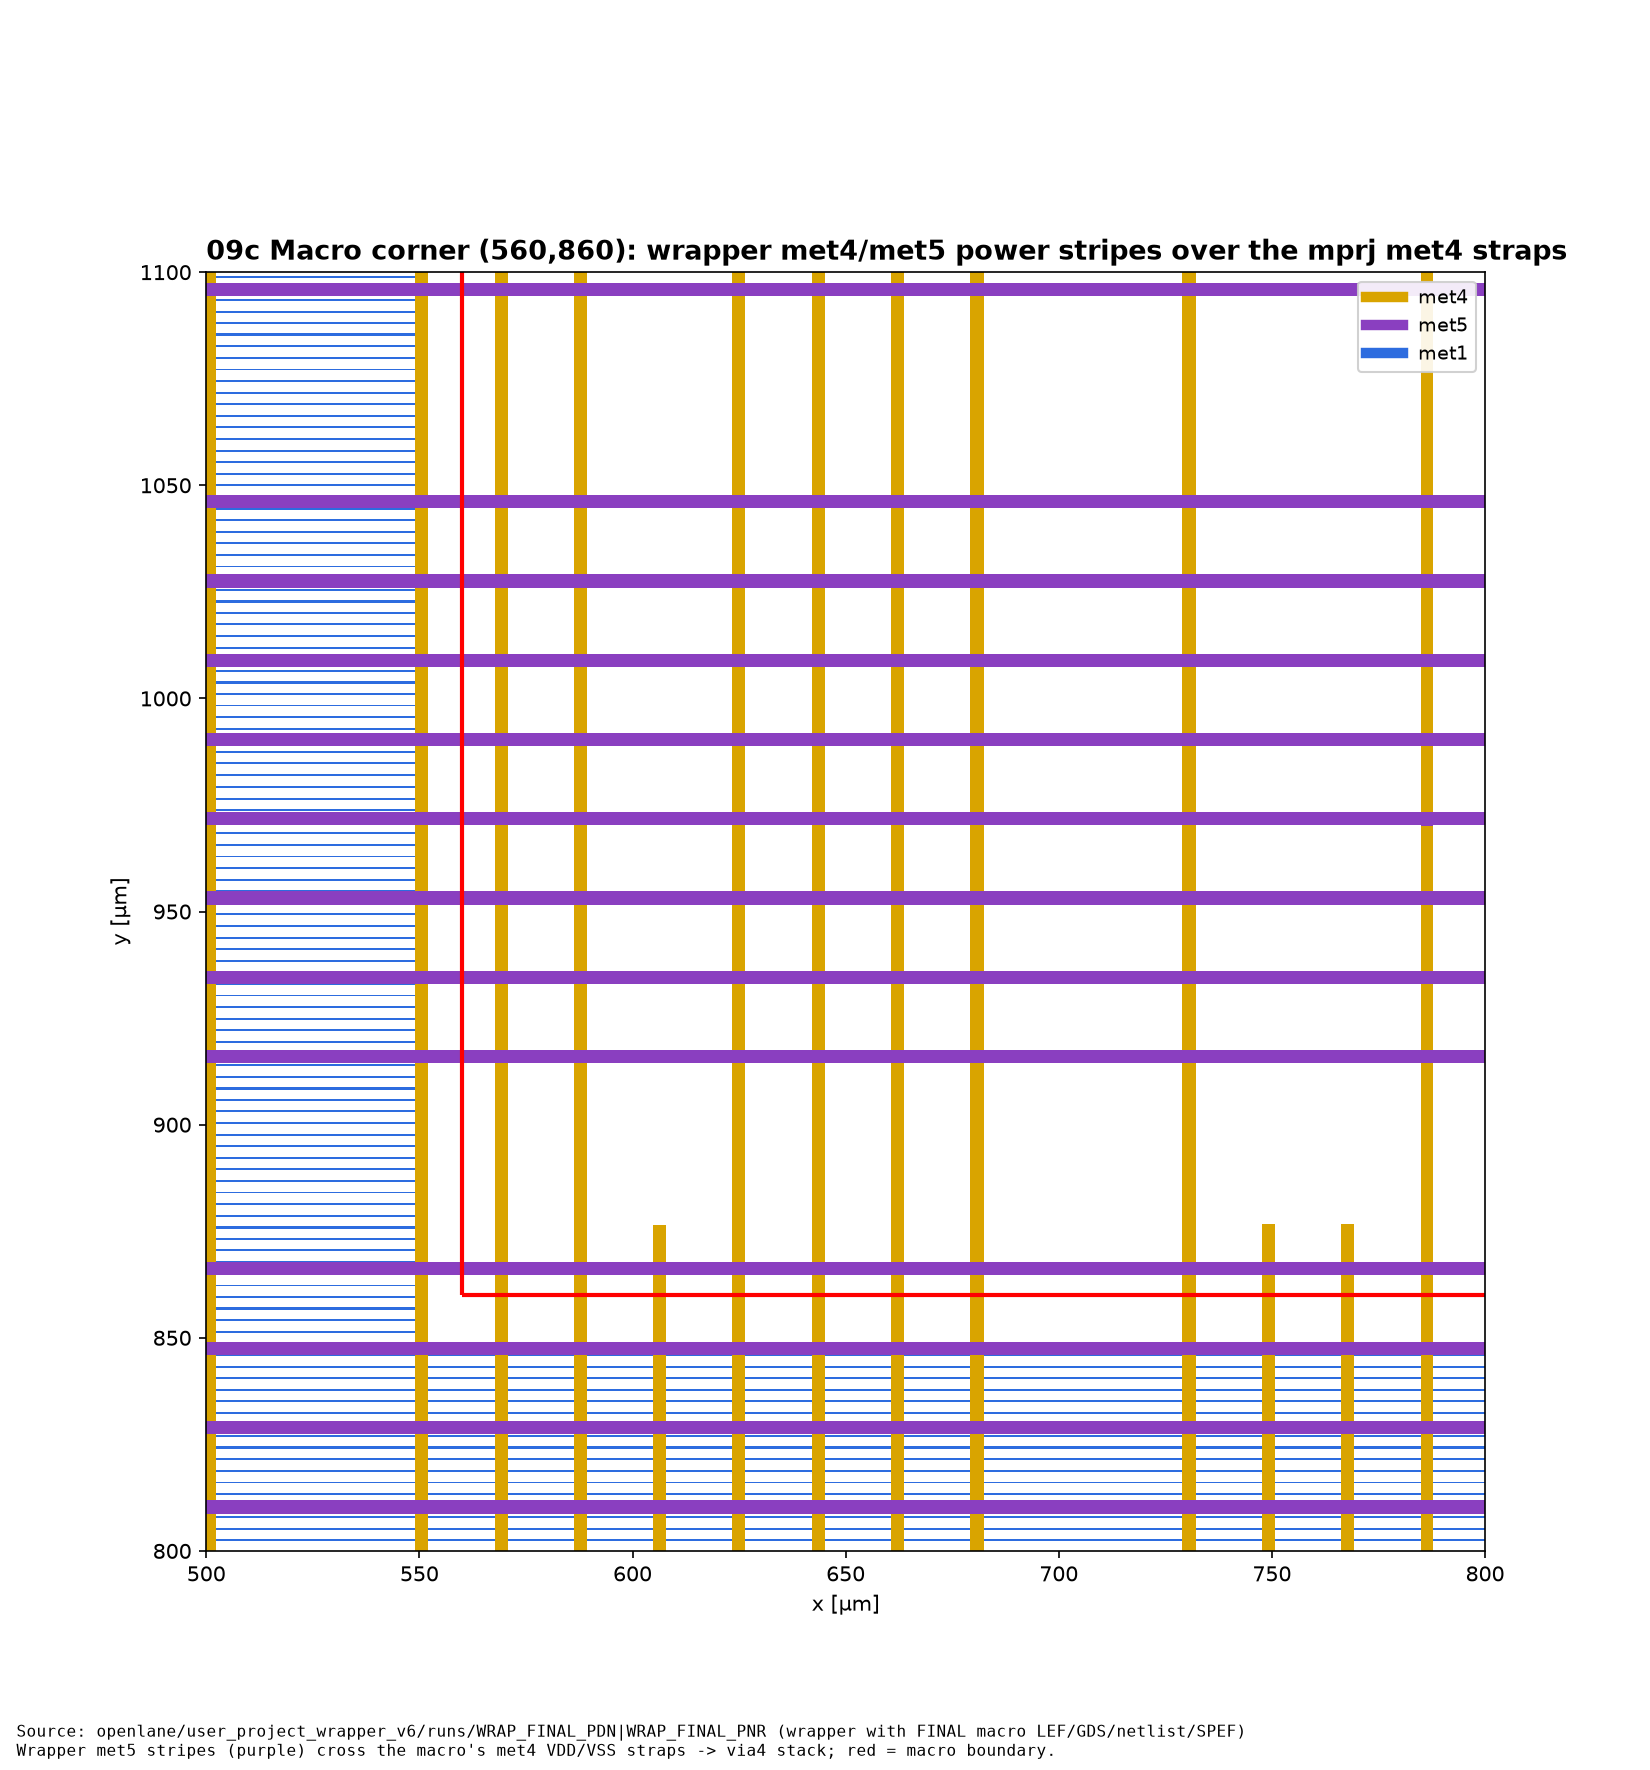 09c Macro corner (560,860): wrapper met4/met5 power stripes over the mprj met4 straps
1100
1050
1000
950
900
850
800
y [µm]
met4
met5
met1
500
550
600
650
700
750
800
x [µm]
Source: openlane/user_project_wrapper_v6/runs/WRAP_FINAL_PDN|WRAP_FINAL_PNR (wrapper with FINAL macro LEF/GDS/netlist/SPEF)
Wrapper met5 stripes (purple) cross the macro's met4 VDD/VSS straps -> via4 stack; red = macro boundary.